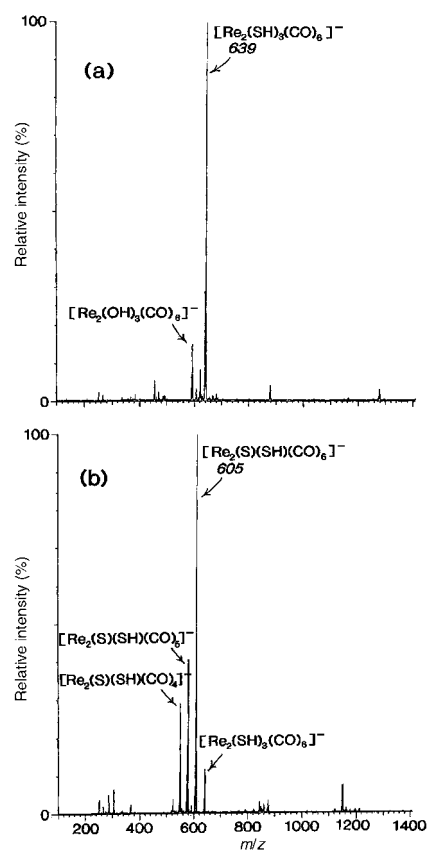 100
[Re₂(SH)₃(CO)₆]⁻
639
(a)
Relative intensity (%)
[Re₂(OH)₃(CO)₆]⁻
0
100
[Re₂(S)(SH)(CO)₆]⁻
605
(b)
Relative intensity (%)
[Re₂(S)(SH)(CO)₅]⁻
[Re₂(S)(SH)(CO)₄]⁻
[Re₂(SH)₃(CO)₆]⁻
0
200 400 600 800 1000 1200 1400
m/z